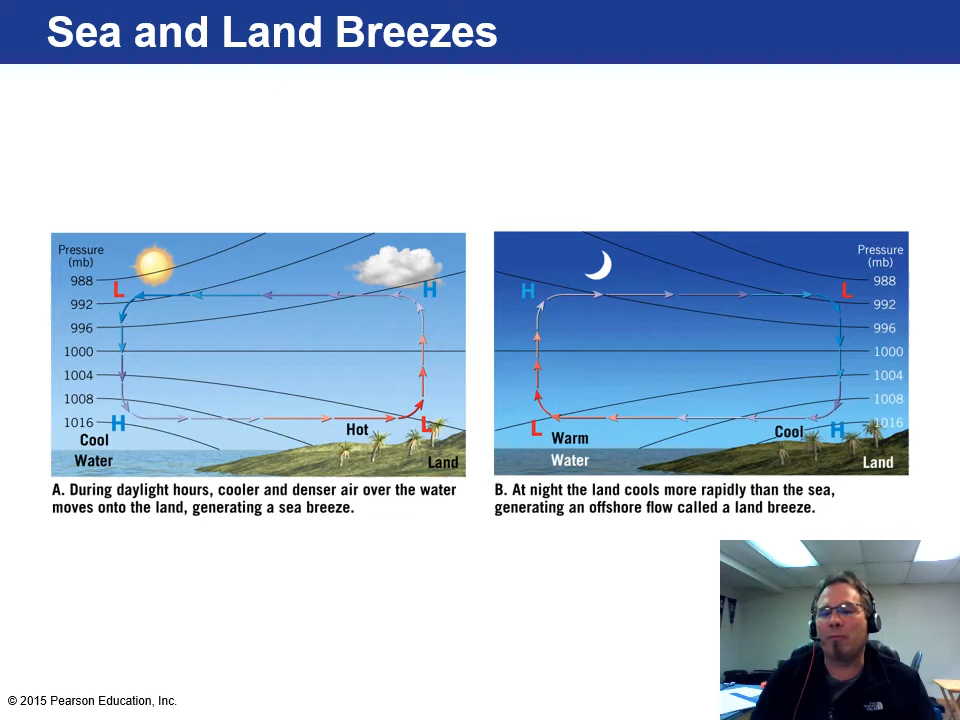 Sea and Land Breezes
Pressure
(mb)
988
992
996
1000
1004
1008
1016
L
H
H
L
Cool
Water
Hot
Land
A. During daylight hours, cooler and denser air over the water
moves onto the land, generating a sea breeze.
Pressure
(mb)
988
992
996
1000
1004
1008
1016
H
L
L
H
Warm
Water
Cool
Land
B. At night the land cools more rapidly than the sea,
generating an offshore flow called a land breeze.
© 2015 Pearson Education, Inc.